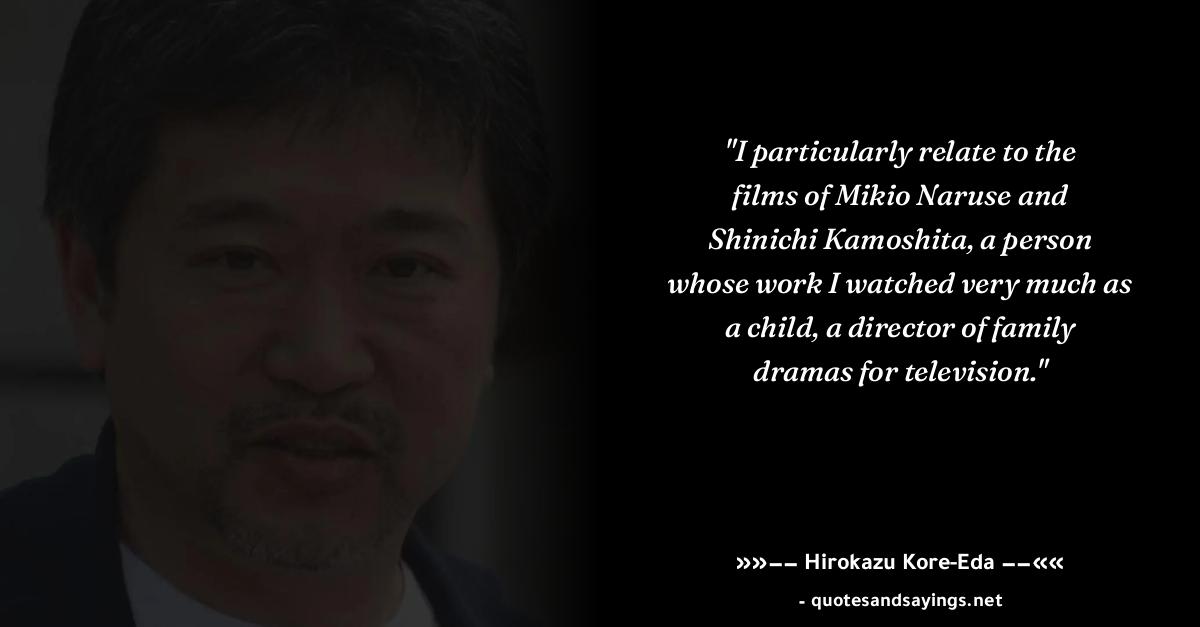 "I particularly relate to the
films of Mikio Naruse and
Shinichi Kamoshita, a person
whose work I watched very much as
a child, a director of family
dramas for television."
»»−− Hirokazu Kore-Eda −−««
- quotesandsayings.net